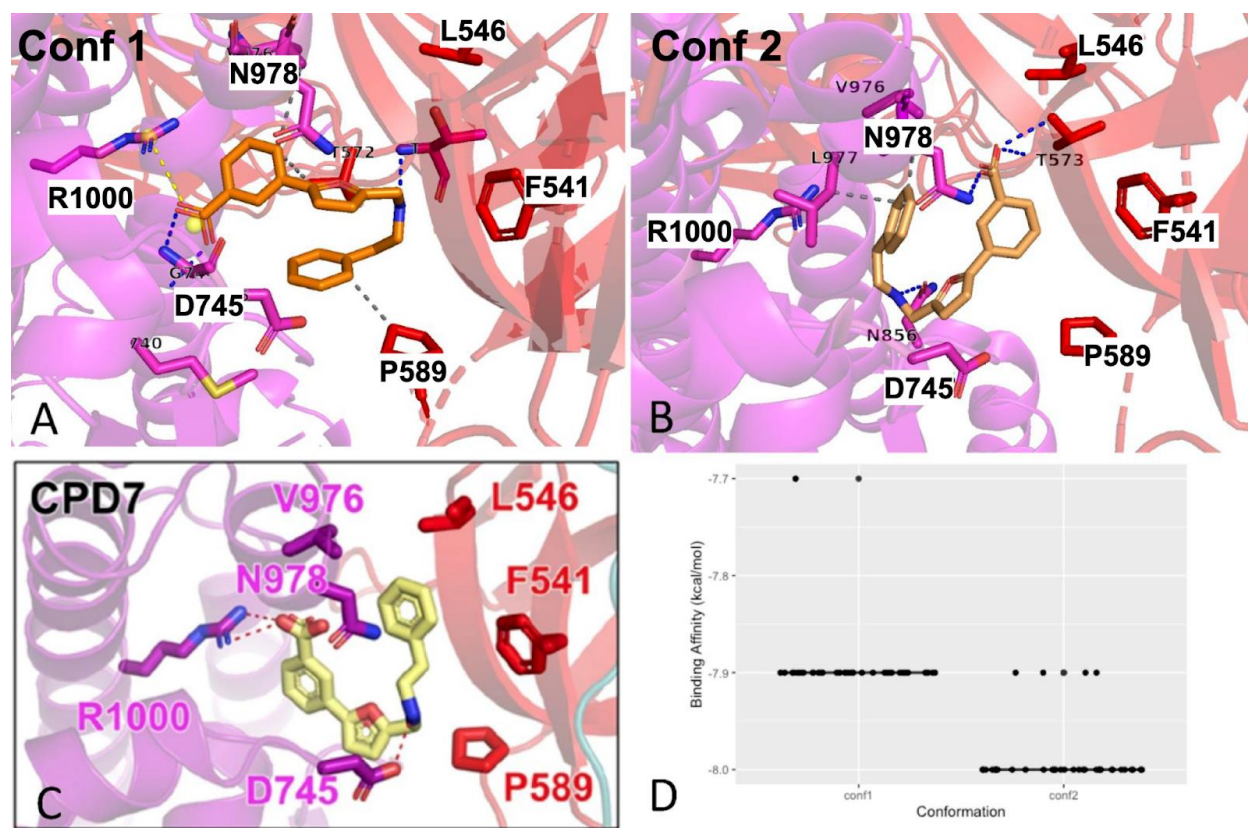 Conf 1
N978
L546
R1000
T572
F541
D745
740
P589
A
Conf 2
L546
V976
N978
L977
T573
R1000
F541
N856
D745
P589
B
CPD7
V976
L546
N978
F541
R1000
D745
P589
C
-7.7
-7.8
-7.9
-8.0
Binding Affinity (kcal/mol)
conf1
conf2
Conformation
D